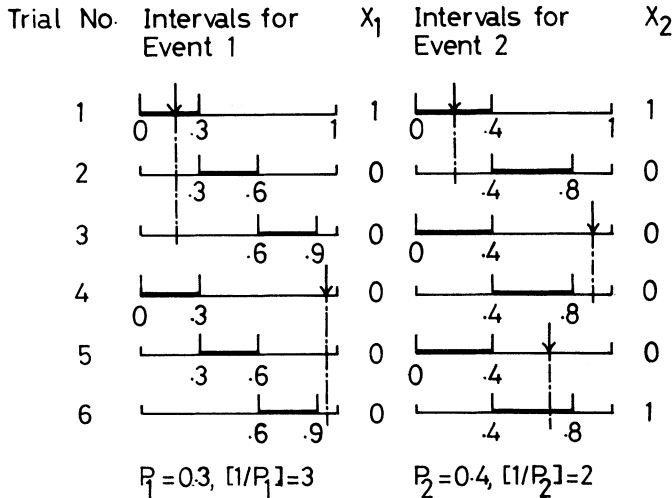 Trial No. Intervals for Event 1 X₁ Intervals for Event 2 X₂
1 0 .3 1 1 0 .4 1 1
2 .3 .6 0 .4 .8 0
3 .6 .9 0 0 .4 0
4 0 .3 0 .4 .8 0
5 .3 .6 0 0 .4 0
6 .6 .9 0 .4 .8 1
P₁=0.3, [1/P₁]=3 P₂=0.4, [1/P₂]=2